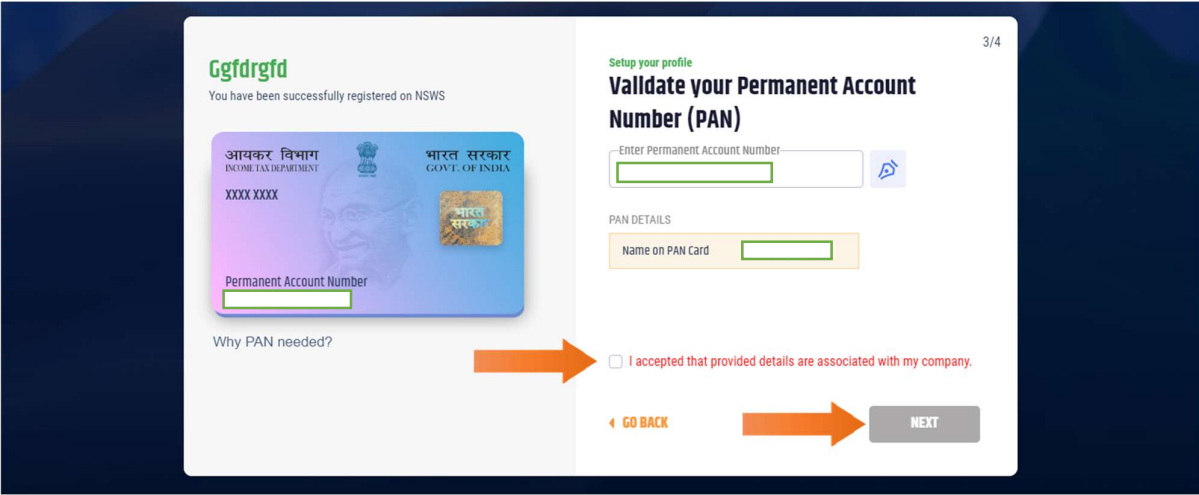 3/4
Ggfdrgfd
You have been successfully registered on NSWS
आयकर विभाग
INCOME TAX DEPARTMENT
भारत सरकार
GOVT. OF INDIA
XXXX XXXX
भारत
सरकार
Permanent Account Number
Why PAN needed?
Setup your profile
Valldate your Permanent Account
Number (PAN)
Enter Permanent Account Number
PAN DETAILS
Name on PAN Card
I accepted that provided details are associated with my company.
GO BACK
NEXT